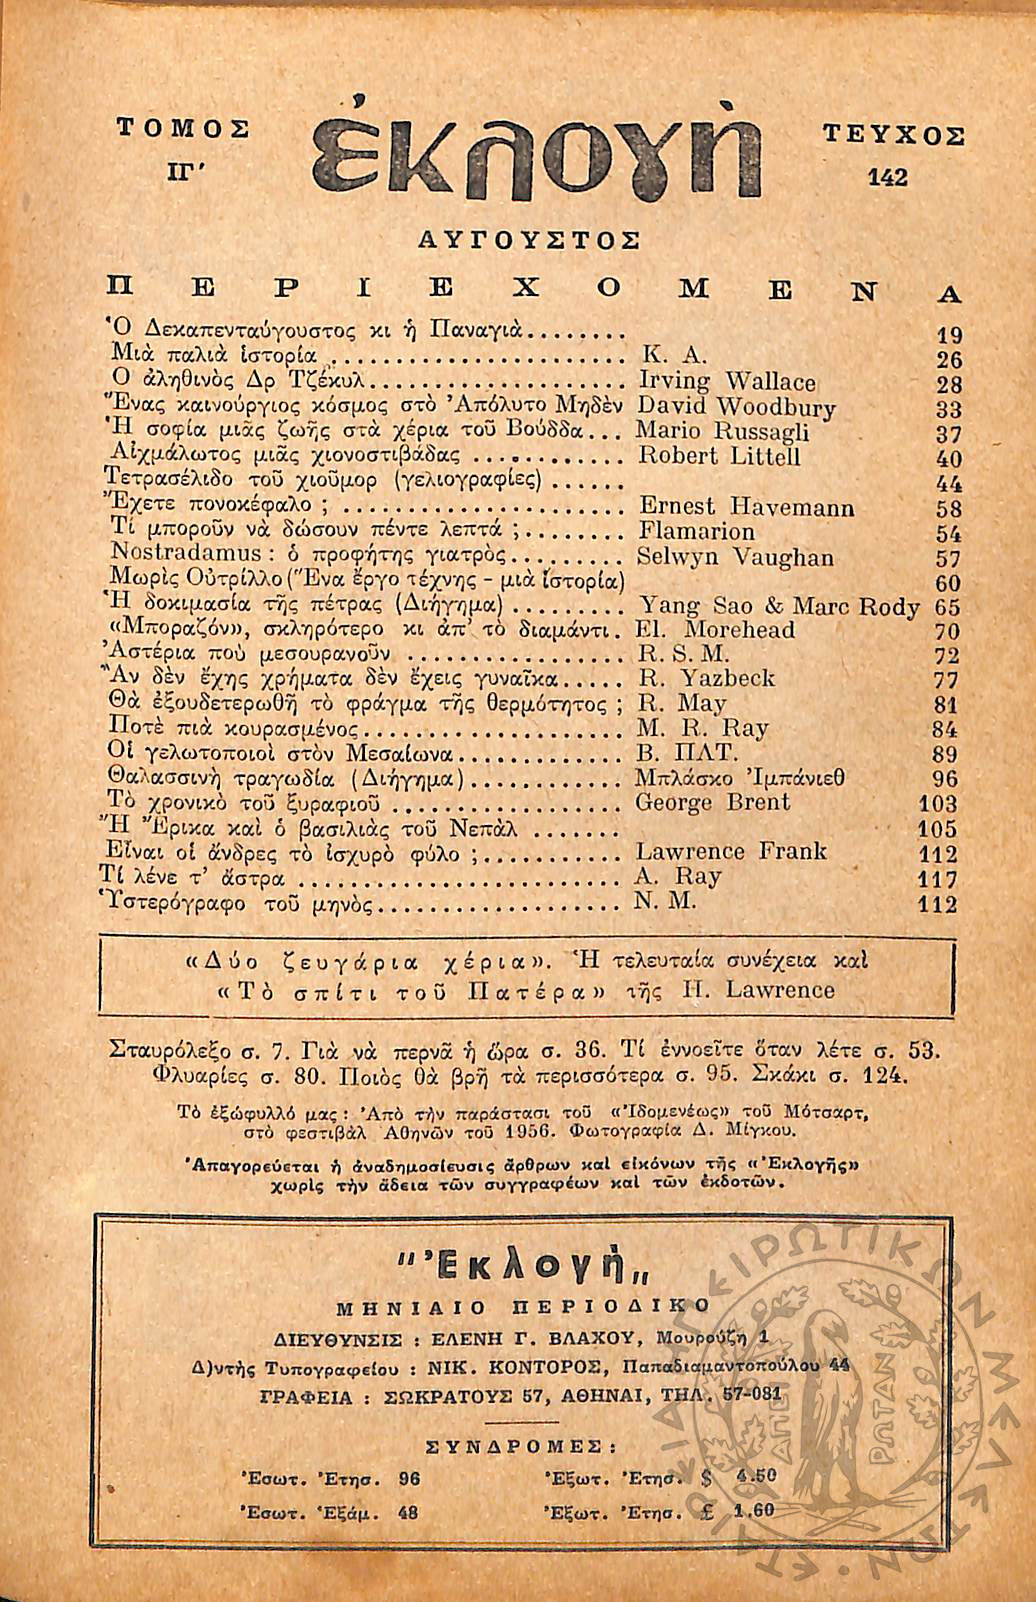 ΤΟΜΟΣ
ΙΓ'
ἐκλογὴ
ΤΕΥΧΟΣ
142
ΑΥΓΟΥΣΤΟΣ
ΠΕΡΙΕΧΟΜΕΝΑ
Ὁ Δεκαπενταύγουστος κι ἡ Παναγιὰ........ 19
Μιὰ παλιὰ ἱστορία ....................... Κ. Α. 26
Ο ἀληθινὸς Δρ Τζέκυλ.................... Irving Wallace 28
Ἕνας καινούργιος κόσμος στὸ Ἀπόλυτο Μηδὲν David Woodbury 33
Ἡ σοφία μιᾶς ζωῆς στὰ χέρια τοῦ Βούδδα... Mario Russagli 37
Αἰχμάλωτος μιᾶς χιονοστιβάδας ............ Robert Littell 40
Τετρασέλιδο τοῦ χιοῦμορ (γελιογραφίες) ...... 44
Ἔχετε πονοκέφαλο ; ...................... Ernest Havemann 58
Τί μποροῦν νὰ δώσουν πέντε λεπτά ;........ Flamarion 54
Nostradamus : ὁ προφήτης γιατρὸς......... Selwyn Vaughan 57
Μωρὶς Οὐτρίλλο (Ἕνα ἔργο τέχνης - μιὰ ἱστορία) 60
Ἡ δοκιμασία τῆς πέτρας (Διήγημα) ......... Yang Sao & Marc Rody 65
«Μποραζόν», σκληρότερο κι ἀπ' τὸ διαμάντι. El. Morehead 70
Ἀστέρια ποὺ μεσουρανοῦν ................. R. S. M. 72
Ἂν δὲν ἔχης χρήματα δὲν ἔχεις γυναῖκα..... R. Yazbeck 77
Θὰ ἐξουδετερωθῆ τὸ φράγμα τῆς θερμότητος ; R. May 81
Ποτὲ πιὰ κουρασμένος.................... M. R. Ray 84
Οἱ γελωτοποιοὶ στὸν Μεσαίωνα............. Β. ΠΛΤ. 89
Θαλασσινὴ τραγωδία (Διήγημα)............ Μπλάσκο Ἰμπάνιεθ 96
Τὸ χρονικὸ τοῦ ξυραφιοῦ .................. George Brent 103
Ἡ Ἔρικα καὶ ὁ βασιλιὰς τοῦ Νεπὰλ ....... 105
Εἶναι οἱ ἄνδρες τὸ ἰσχυρὸ φύλο ;........... Lawrence Frank 112
Τί λένε τ' ἄστρα ......................... A. Ray 117
Ὑστερόγραφο τοῦ μηνὸς................... Ν. Μ. 112
«Δύο ζευγάρια χέρια». Ἡ τελευταία συνέχεια καὶ
«Τὸ σπίτι τοῦ Πατέρα» τῆς H. Lawrence
Σταυρόλεξο σ. 7. Γιὰ νὰ περνᾶ ἡ ὥρα σ. 36. Τί ἐννοεῖτε ὅταν λέτε σ. 53.
Φλυαρίες σ. 80. Ποιὸς θὰ βρῆ τὰ περισσότερα σ. 95. Σκάκι σ. 124.
Τὸ ἐξώφυλλό μας : Ἀπὸ τὴν παράστασι τοῦ «Ἰδομενέως» τοῦ Μότσαρτ,
στὸ φεστιβὰλ Ἀθηνῶν τοῦ 1956. Φωτογραφία Δ. Μίγκου.
Ἀπαγορεύεται ἡ ἀναδημοσίευσις ἄρθρων καὶ εἰκόνων τῆς «Ἐκλογῆς»
χωρὶς τὴν ἄδεια τῶν συγγραφέων καὶ τῶν ἐκδοτῶν.
"Ἐκλογὴ„
ΜΗΝΙΑΙΟ ΠΕΡΙΟΔΙΚΟ
ΔΙΕΥΘΥΝΣΙΣ : ΕΛΕΝΗ Γ. ΒΛΑΧΟΥ, Μουρούζη 1
Δ)ντὴς Τυπογραφείου : ΝΙΚ. ΚΟΝΤΟΡΟΣ, Παπαδιαμαντοπούλου 44
ΓΡΑΦΕΙΑ : ΣΩΚΡΑΤΟΥΣ 57, ΑΘΗΝΑΙ, ΤΗΛ. 57-081
ΣΥΝΔΡΟΜΕΣ :
Ἐσωτ. Ἐτησ. 96 Ἐξωτ. Ἐτησ. $ 4.50
Ἐσωτ. Ἑξάμ. 48 Ἐξωτ. Ἐτησ. £ 1.60
ΕΤΑΙΡΕΙΑ ΗΠΕΙΡΩΤΙΚΩΝ ΜΕΛΕΤΩΝ
ΑΠΕΙ
ΡΩΤΑΝ